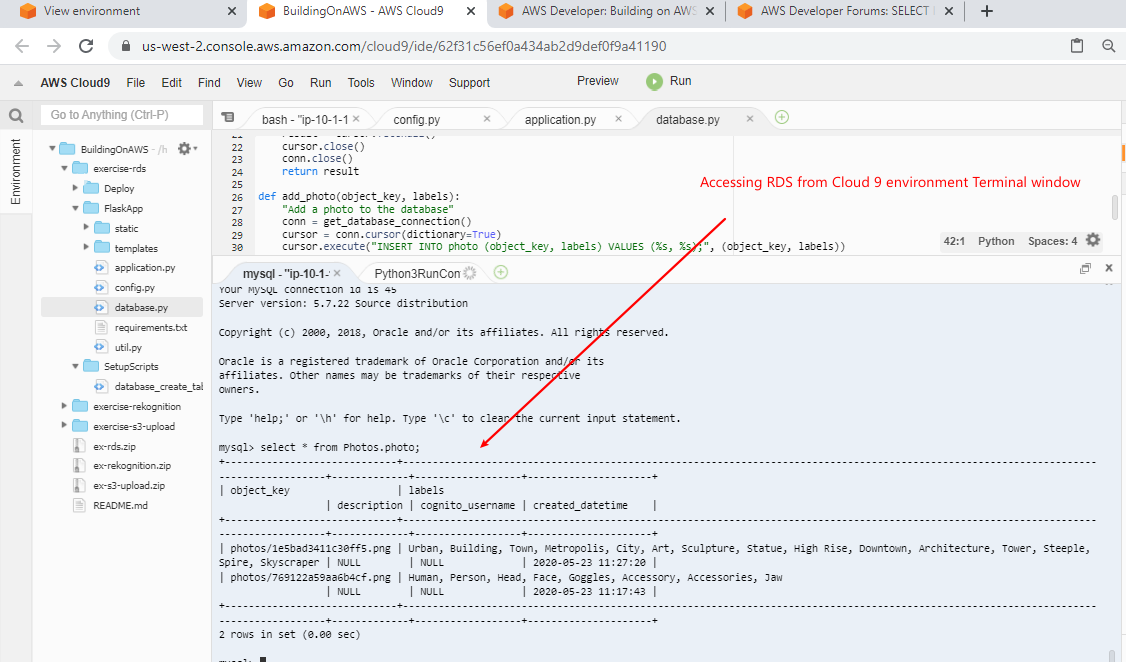 View environment
BuildingOnAWS - AWS Cloud9
AWS Developer: Building on AWS
AWS Developer Forums: SELECT
us-west-2.console.aws.amazon.com/cloud9/ide/62f31c56ef0a434ab2d9def0f9a41190
AWS Cloud9 File Edit Find View Go Run Tools Window Support Preview Run
Go to Anything (Ctrl-P)
bash - "ip-10-1-1 config.py application.py database.py
Environment
BuildingOnAWS - /h
exercise-rds
Deploy
FlaskApp
static
templates
application.py
config.py
database.py
requirements.txt
util.py
SetupScripts
database_create_tal
exercise-rekognition
exercise-s3-upload
ex-rds.zip
ex-rekognition.zip
ex-s3-upload.zip
README.md
22 cursor.close()
23 conn.close()
24 return result
25
26 def add_photo(object_key, labels):
27 "Add a photo to the database"
28 conn = get_database_connection()
29 cursor = conn.cursor(dictionary=True)
30 cursor.execute("INSERT INTO photo (object_key, labels) VALUES (%s, %s);", (object_key, labels))
Accessing RDS from Cloud 9 environment Terminal window
42:1 Python Spaces: 4
mysql - "ip-10-1- Python3RunCon
Your MySQL connection id is 45
Server version: 5.7.22 Source distribution
Copyright (c) 2000, 2018, Oracle and/or its affiliates. All rights reserved.
Oracle is a registered trademark of Oracle Corporation and/or its
affiliates. Other names may be trademarks of their respective
owners.
Type 'help;' or '\h' for help. Type '\c' to clear the current input statement.
mysql> select * from Photos.photo;
+------------------------------+----------------------------------------------------------------------
------------------+-------------+------------------+---------------------+
| object_key | labels
| description | cognito_username | created_datetime |
+------------------------------+----------------------------------------------------------------------
------------------+-------------+------------------+---------------------+
| photos/1e5bad3411c30ff5.png | Urban, Building, Town, Metropolis, City, Art, Sculpture, Statue, High Rise, Downtown, Architecture, Tower, Steeple,
Spire, Skyscraper | NULL | NULL | 2020-05-23 11:27:20 |
| photos/769122a59aa6b4cf.png | Human, Person, Head, Face, Goggles, Accessory, Accessories, Jaw
| NULL | NULL | 2020-05-23 11:17:43 |
+------------------------------+----------------------------------------------------------------------
------------------+-------------+------------------+---------------------+
2 rows in set (0.00 sec)
mysql>